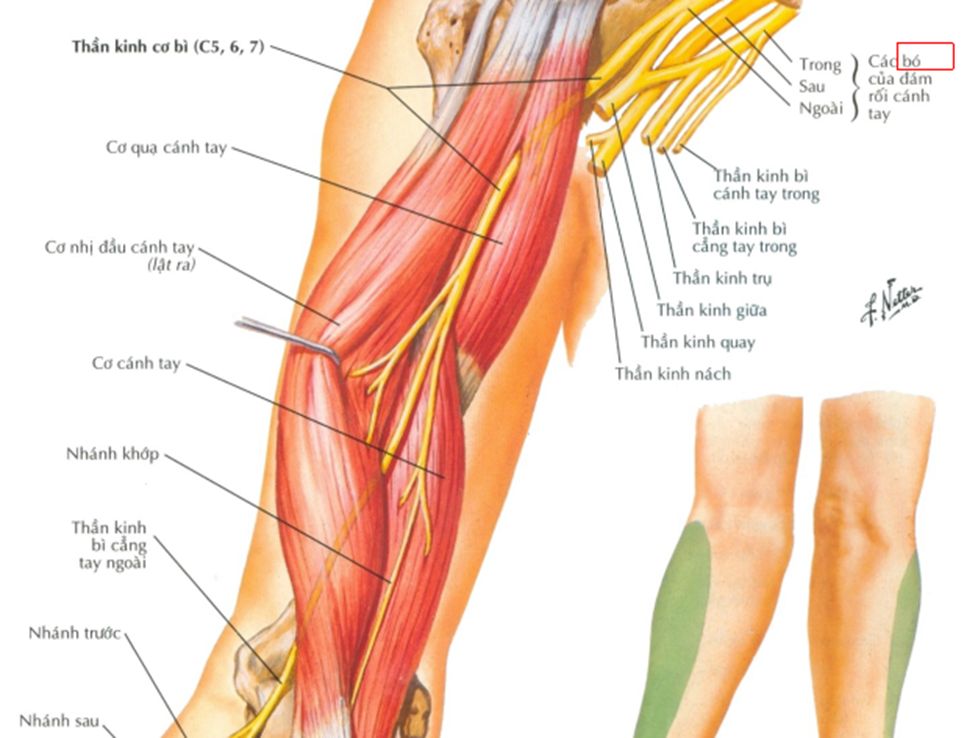 Thần kinh cơ bì (C5, 6, 7)
Trong
Sau
Ngoài
Các bó
của đám
rối cánh
tay
Cơ quạ cánh tay
Thần kinh bì
cánh tay trong
Thần kinh bì
cẳng tay trong
Cơ nhị đầu cánh tay
(lật ra)
Thần kinh trụ
Thần kinh giữa
F. Netter
M.D.
Thần kinh quay
Cơ cánh tay
Thần kinh nách
Nhánh khớp
Thần kinh
bì cẳng
tay ngoài
Nhánh trước
Nhánh sau